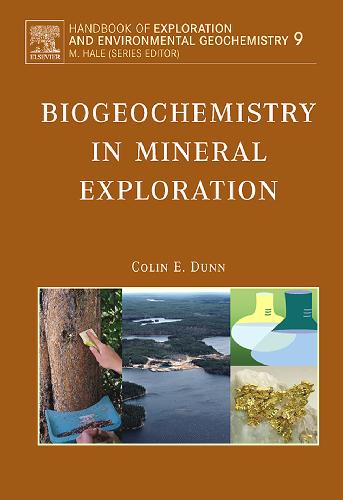 ELSEVIER
HANDBOOK OF EXPLORATION
AND ENVIRONMENTAL GEOCHEMISTRY 9
M. HALE (SERIES EDITOR)
BIOGEOCHEMISTRY
IN MINERAL
EXPLORATION
COLIN E. DUNN